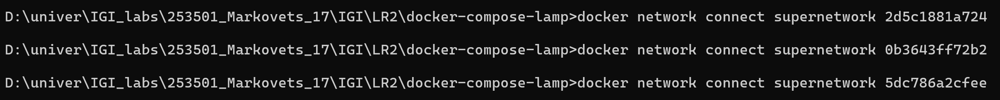 D:\univer\IGI_labs\253501_Markovets_17\IGI\LR2\docker-compose-lamp>docker network connect supernetwork 2d5c1881a724
D:\univer\IGI_labs\253501_Markovets_17\IGI\LR2\docker-compose-lamp>docker network connect supernetwork 0b3643ff72b2
D:\univer\IGI_labs\253501_Markovets_17\IGI\LR2\docker-compose-lamp>docker network connect supernetwork 5dc786a2cfee